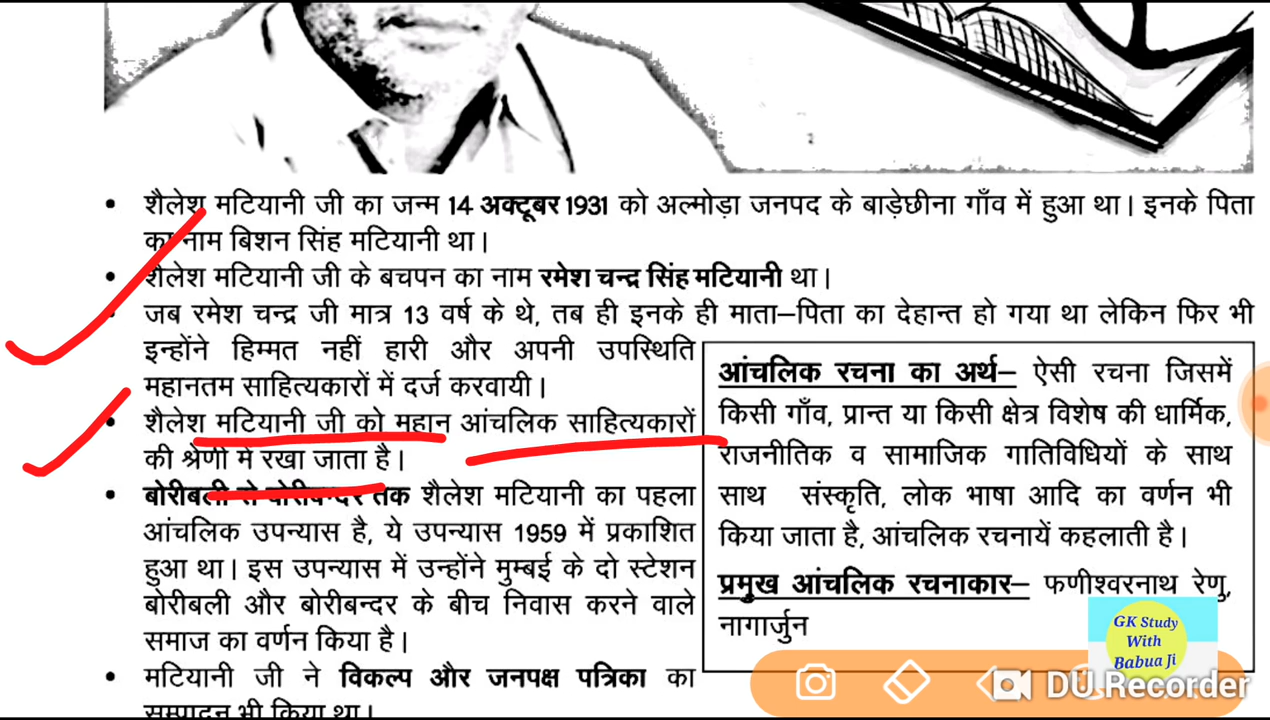 • शैलेश मटियानी जी का जन्म 14 अक्टूबर 1931 को अल्मोड़ा जनपद के बाड़ेछीना गाँव में हुआ था। इनके पिता
का नाम बिशन सिंह मटियानी था।
• शैलेश मटियानी जी के बचपन का नाम रमेश चन्द्र सिंह मटियानी था।
• जब रमेश चन्द्र जी मात्र 13 वर्ष के थे, तब ही इनके ही माता–पिता का देहान्त हो गया था लेकिन फिर भी
इन्होंने हिम्मत नहीं हारी और अपनी उपस्थिति
महानतम साहित्यकारों में दर्ज करवायी।
• शैलेश मटियानी जी को महान आंचलिक साहित्यकारों
की श्रेणी में रखा जाता है।
• बोरीबली से बोरीबन्दर तक शैलेश मटियानी का पहला
आंचलिक उपन्यास है, ये उपन्यास 1959 में प्रकाशित
हुआ था। इस उपन्यास में उन्होंने मुम्बई के दो स्टेशन
बोरीबली और बोरीबन्दर के बीच निवास करने वाले
समाज का वर्णन किया है।
• मटियानी जी ने विकल्प और जनपक्ष पत्रिका का
सम्पादन भी किया था।
आंचलिक रचना का अर्थ– ऐसी रचना जिसमें
किसी गाँव, प्रान्त या किसी क्षेत्र विशेष की धार्मिक,
राजनीतिक व सामाजिक गातिविधियों के साथ
साथ संस्कृति, लोक भाषा आदि का वर्णन भी
किया जाता है, आंचलिक रचनायें कहलाती है।
प्रमुख आंचलिक रचनाकार– फणीश्वरनाथ रेणु,
नागार्जुन
GK Study
With
Babua Ji
DU Recorder